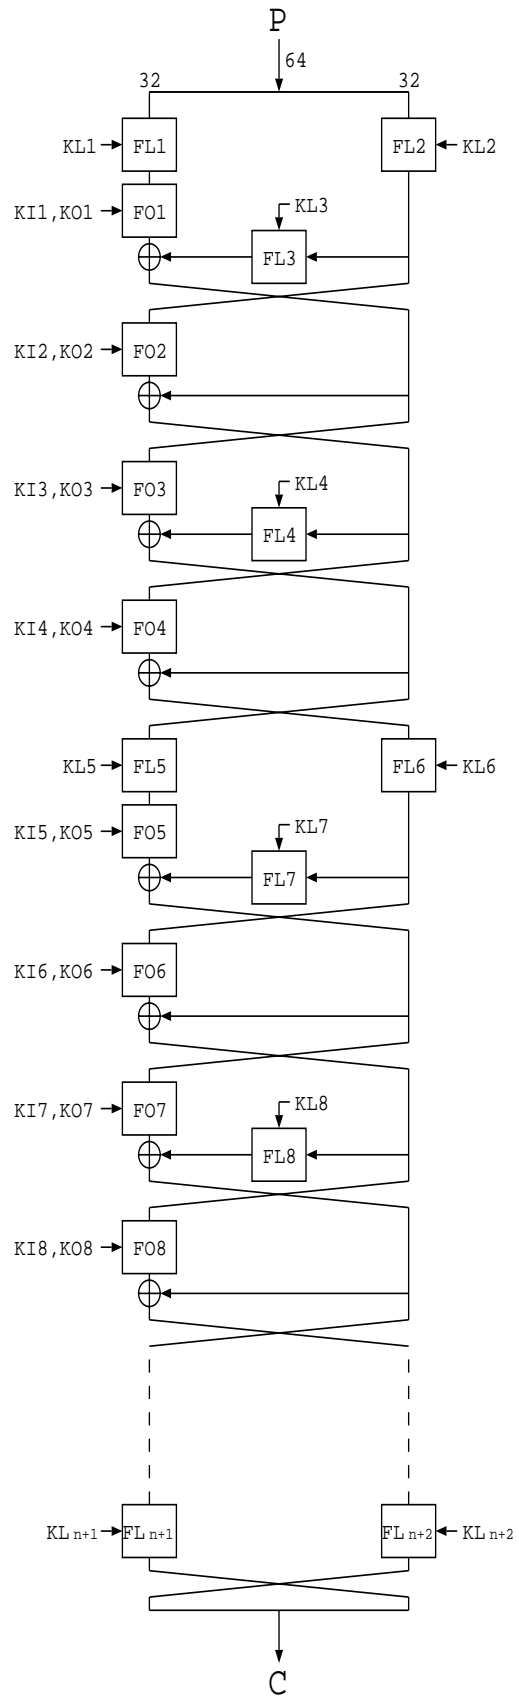 P
64
32 32
KL1 FL1 FL2 KL2
KI1,KO1 FO1
KL3
FL3
KI2,KO2 FO2
KI3,KO3 FO3
KL4
FL4
KI4,KO4 FO4
KL5 FL5 FL6 KL6
KI5,KO5 FO5
KL7
FL7
KI6,KO6 FO6
KI7,KO7 FO7
KL8
FL8
KI8,KO8 FO8
KL n+1 FL n+1 FL n+2 KL n+2
C